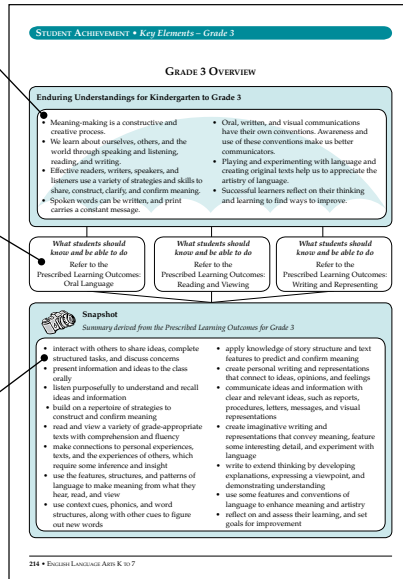 STUDENT ACHIEVEMENT • Key Elements – Grade 3
GRADE 3 OVERVIEW
Enduring Understandings for Kindergarten to Grade 3
• Meaning-making is a constructive and
creative process.
• We learn about ourselves, others, and the
world through speaking and listening,
reading, and writing.
• Effective readers, writers, speakers, and
listeners use a variety of strategies and skills to
share, construct, clarify, and confirm meaning.
• Spoken words can be written, and print
carries a constant message.
• Oral, written, and visual communications
have their own conventions. Awareness and
use of these conventions make us better
communicators.
• Playing and experimenting with language and
creating original texts help us to appreciate the
artistry of language.
• Successful learners reflect on their thinking
and learning to find ways to improve.
What students should
know and be able to do
Refer to the
Prescribed Learning Outcomes:
Oral Language
What students should
know and be able to do
Refer to the
Prescribed Learning Outcomes:
Reading and Viewing
What students should
know and be able to do
Refer to the
Prescribed Learning Outcomes:
Writing and Representing
Snapshot
Summary derived from the Prescribed Learning Outcomes for Grade 3
• interact with others to share ideas, complete
• structured tasks, and discuss concerns
• present information and ideas to the class
orally
• listen purposefully to understand and recall
ideas and information
• build on a repertoire of strategies to
construct and confirm meaning
• read and view a variety of grade-appropriate
texts with comprehension and fluency
• make connections to personal experiences,
texts, and the experiences of others, which
require some inference and insight
• use the features, structures, and patterns of
language to make meaning from what they
hear, read, and view
• use context cues, phonics, and word
structures, along with other cues to figure
out new words
• apply knowledge of story structure and text
features to predict and confirm meaning
• create personal writing and representations
that connect to ideas, opinions, and feelings
• communicate ideas and information with
clear and relevant ideas, such as reports,
procedures, letters, messages, and visual
representations
• create imaginative writing and
representations that convey meaning, feature
some interesting detail, and experiment with
language
• write to extend thinking by developing
explanations, expressing a viewpoint, and
demonstrating understanding
• use some features and conventions of
language to enhance meaning and artistry
• reflect on and assess their learning, and set
goals for improvement
214 • ENGLISH LANGUAGE ARTS K TO 7